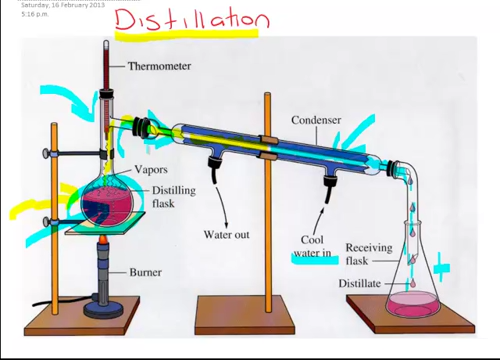 Saturday, 16 February 2013
5:16 p.m.
Distillation
Thermometer
Condenser
Vapors
Distilling
flask
Water out
Cool
water in
Receiving
flask
Burner
Distillate